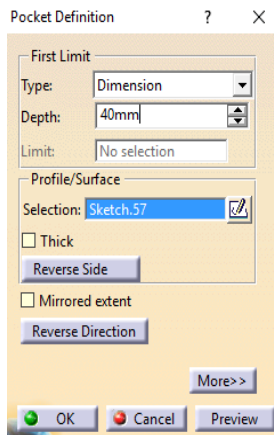 Pocket Definition ? ×
First Limit
Type: Dimension
Depth: 40mm
Limit: No selection
Profile/Surface
Selection: Sketch.57
Thick
Reverse Side
Mirrored extent
Reverse Direction
More>>
OK Cancel Preview